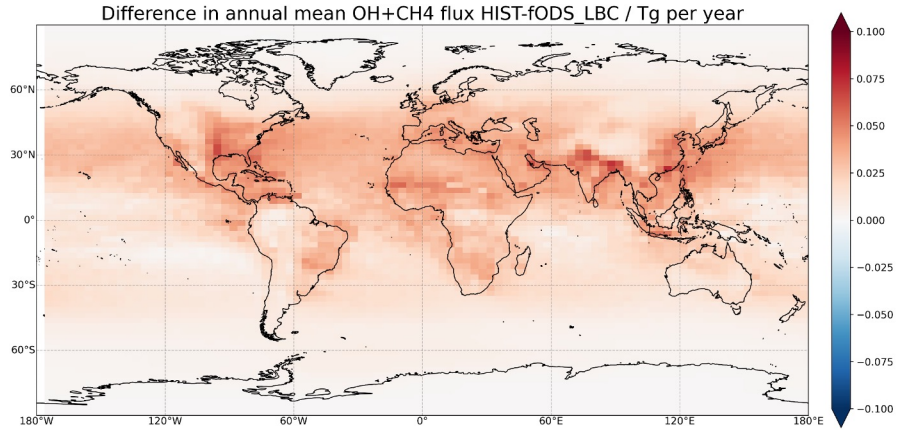 Difference in annual mean OH+CH4 flux HIST-fODS_LBC / Tg per year
60°N
30°N
0°
30°S
60°S
180°W
120°W
60°W
0°
60°E
120°E
180°E
0.100
0.075
0.050
0.025
0.000
−0.025
−0.050
−0.075
−0.100